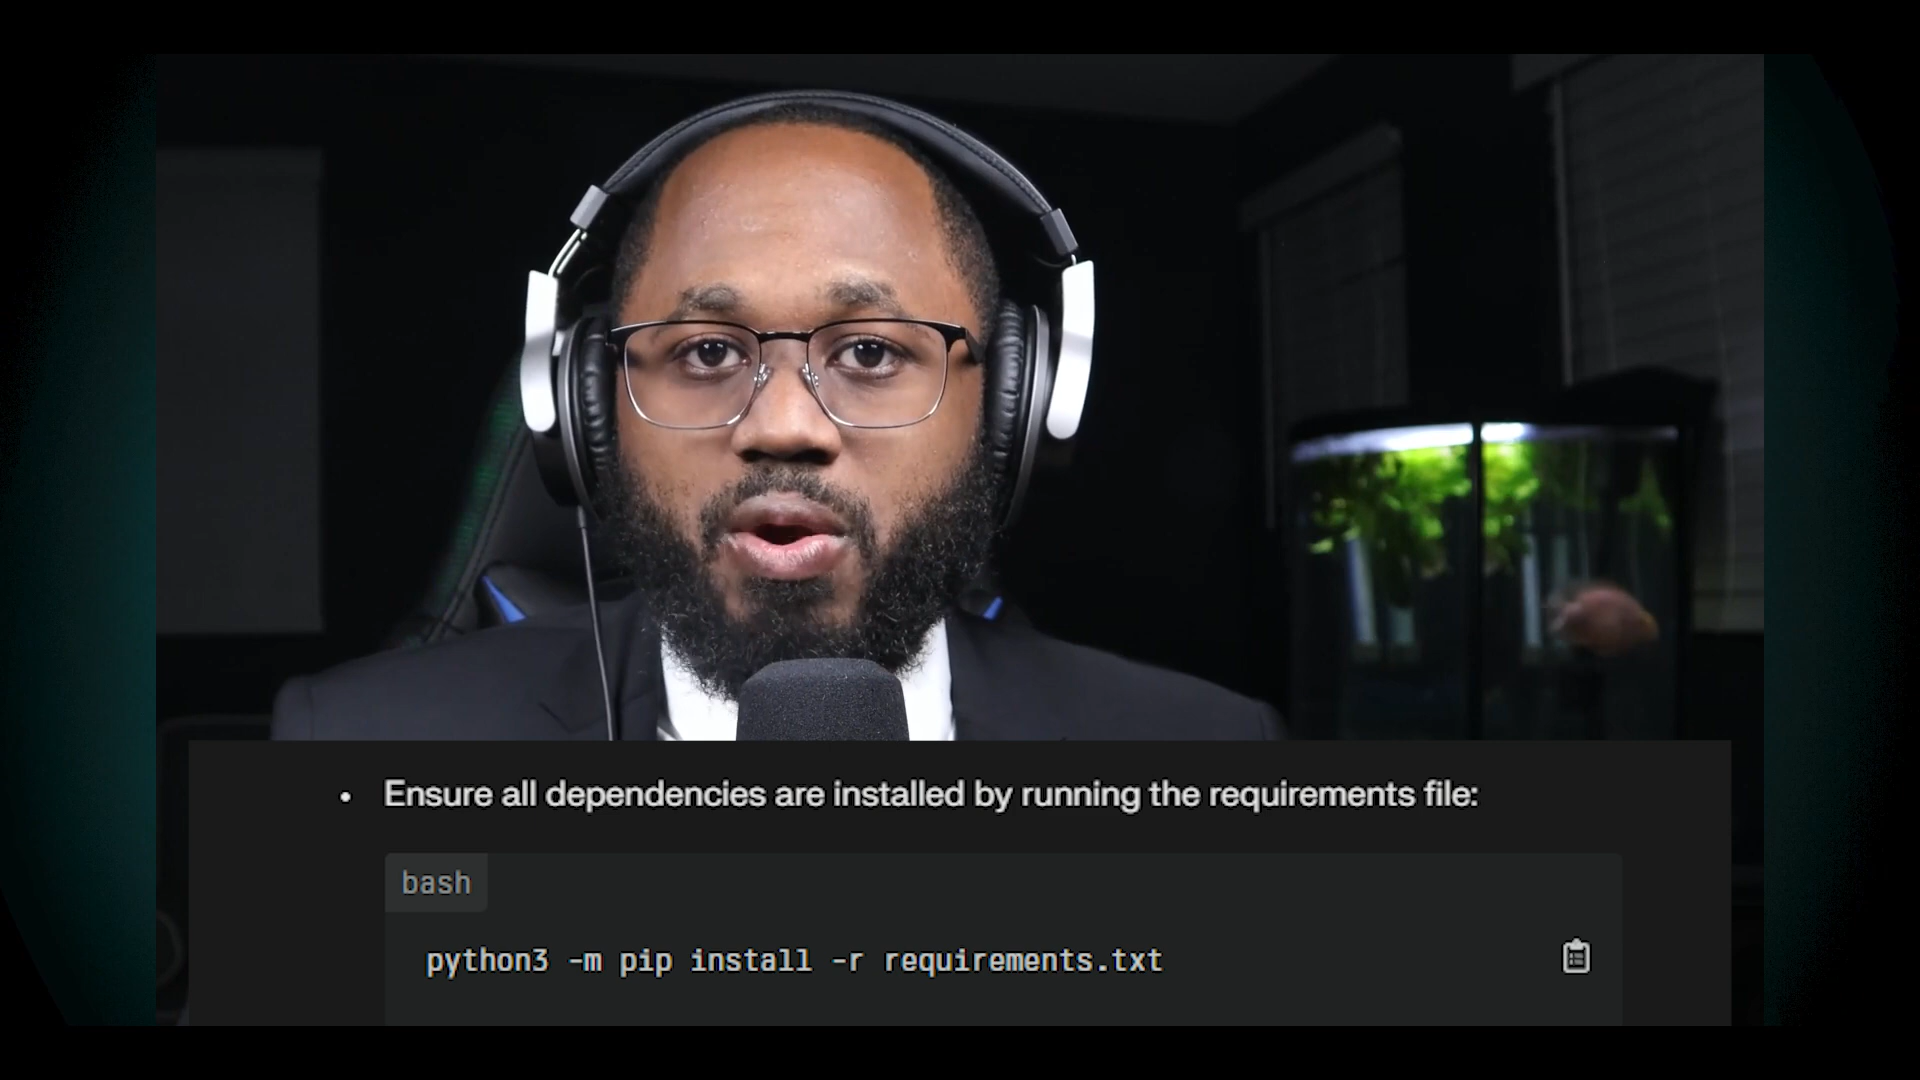 • Ensure all dependencies are installed by running the requirements file:
bash
python3 -m pip install -r requirements.txt